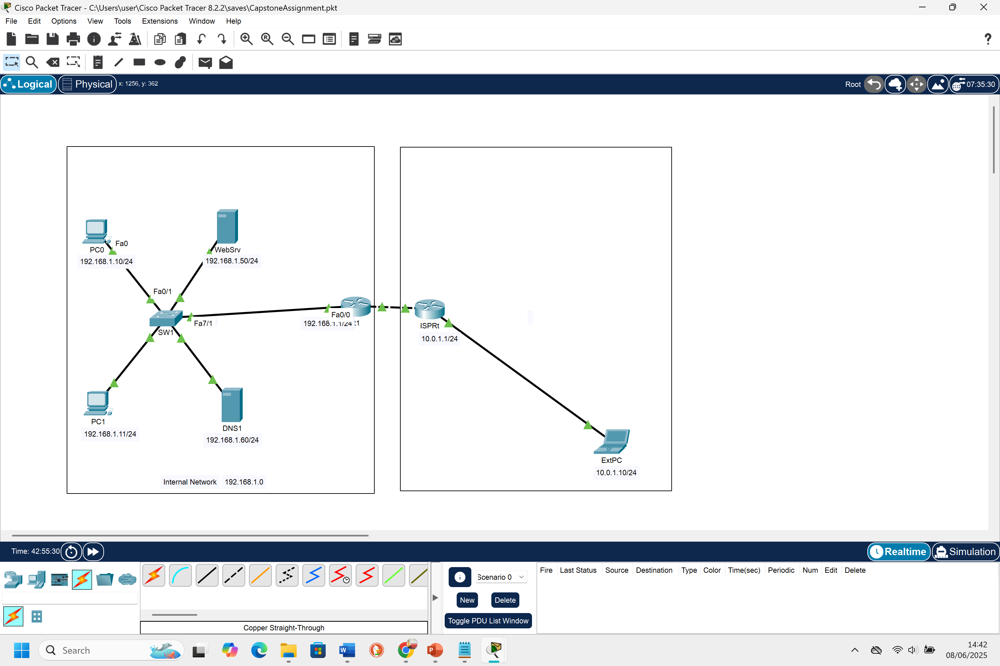 Cisco Packet Tracer - C:\Users\user\Cisco Packet Tracer 8.2.2\saves\CapstoneAssignment.pkt
File Edit Options View Tools Extensions Window Help
Logical Physical x: 1256, y: 362 Root 07:35:30
Fa0
PC0
192.168.1.10/24
WebSrv
192.168.1.50/24
Fa0/1
Fa0/0
Fa7/1
192.168.1.1/24
SW1
ISPRt
10.0.1.1/24
PC1
192.168.1.11/24
DNS1
192.168.1.60/24
ExtPC
10.0.1.10/24
Internal Network 192.168.1.0
Time: 42:55:30 Realtime Simulation
Scenario 0
Fire Last Status Source Destination Type Color Time(sec) Periodic Num Edit Delete
New Delete
Toggle PDU List Window
Copper Straight-Through
Search
14:42
08/06/2025